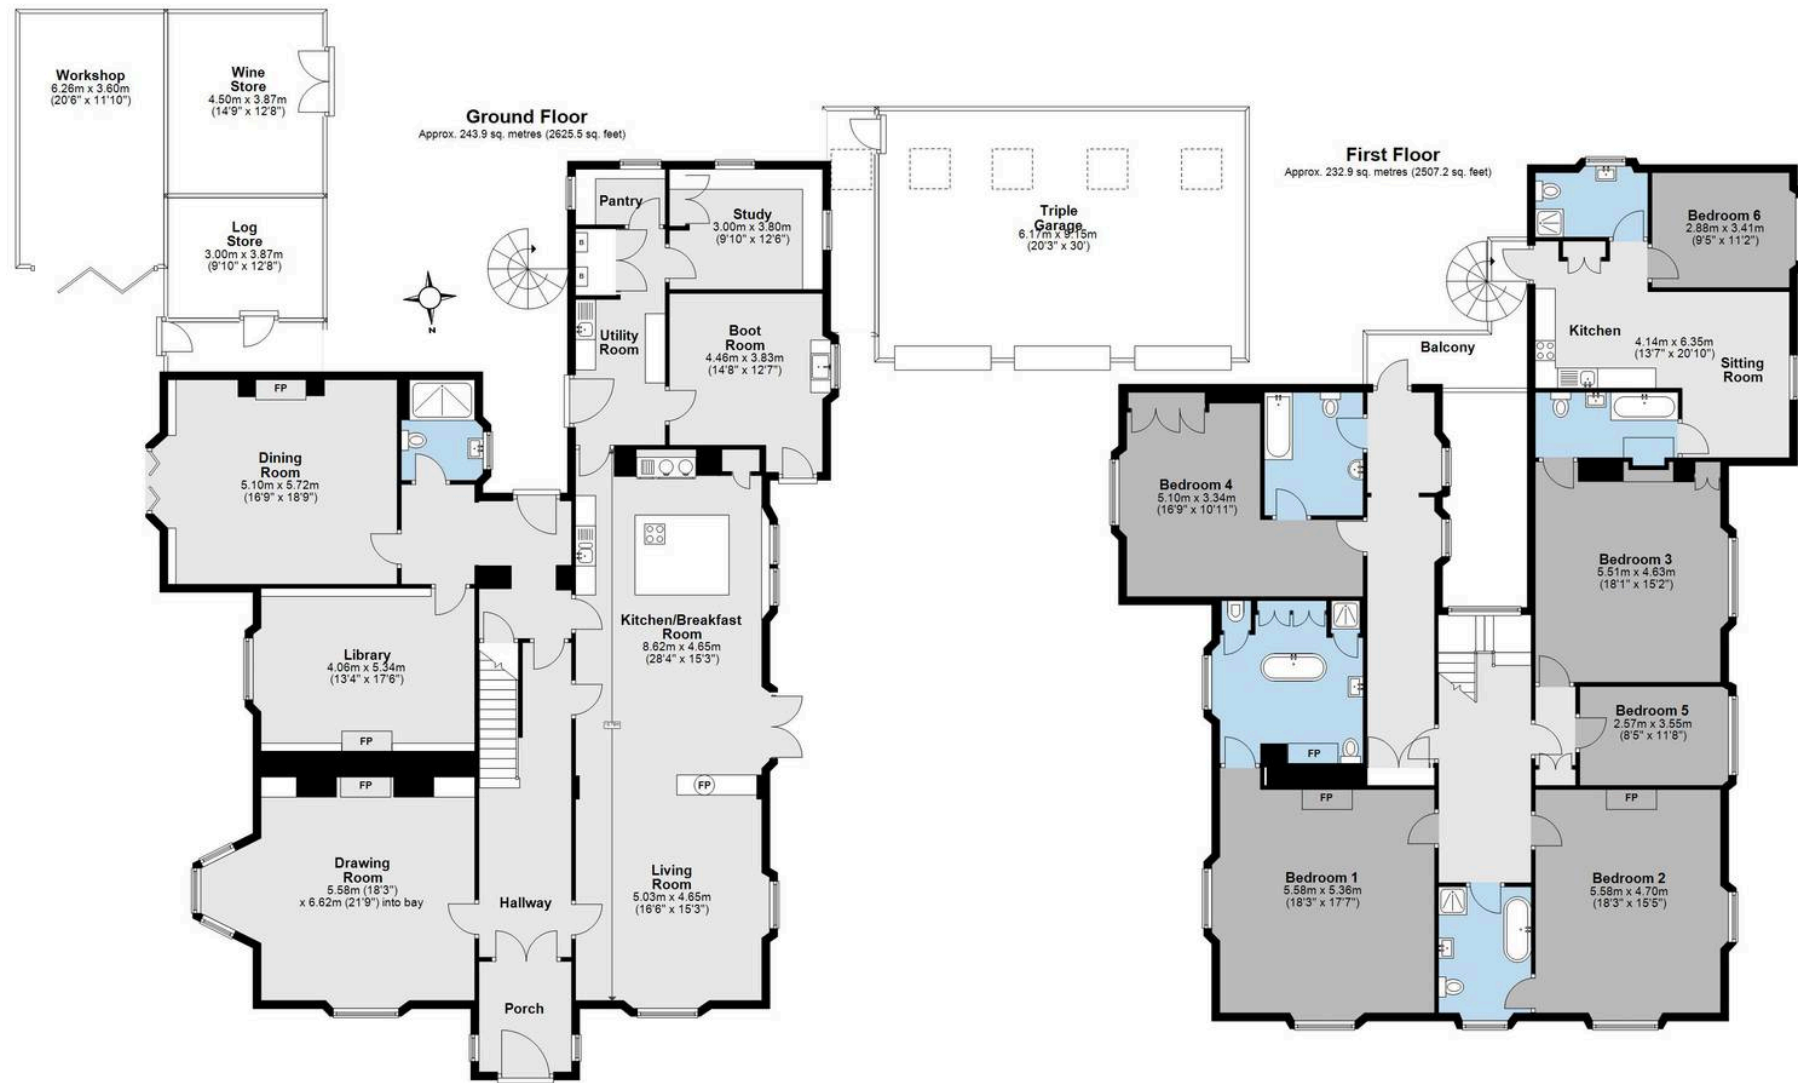 Workshop
6.26m x 3.60m
(20'6" x 11'10")
Wine
Store
4.50m x 3.87m
(14'9" x 12'8")
Log
Store
3.00m x 3.87m
(9'10" x 12'8")
Ground Floor
Approx. 243.9 sq. metres (2625.5 sq. feet)
N
Pantry
Study
3.00m x 3.80m
(9'10" x 12'6")
B
B
Utility
Room
Boot
Room
4.46m x 3.83m
(14'8" x 12'7")
Triple
Garage
6.17m x 9.15m
(20'3" x 30')
FP
Dining
Room
5.10m x 5.72m
(16'9" x 18'9")
Kitchen/Breakfast
Room
8.62m x 4.65m
(28'4" x 15'3")
Library
4.06m x 5.34m
(13'4" x 17'6")
FP
FP
FP
Drawing
Room
5.58m (18'3")
x 6.62m (21'9") into bay
Hallway
Living
Room
5.03m x 4.65m
(16'6" x 15'3")
Porch
First Floor
Approx. 232.9 sq. metres (2507.2 sq. feet)
Bedroom 6
2.88m x 3.41m
(9'5" x 11'2")
Kitchen
4.14m x 6.35m
(13'7" x 20'10")
Sitting
Room
Balcony
Bedroom 4
5.10m x 3.34m
(16'9" x 10'11")
Bedroom 3
5.51m x 4.63m
(18'1" x 15'2")
Bedroom 5
2.57m x 3.55m
(8'5" x 11'8")
FP
FP
FP
Bedroom 1
5.58m x 5.36m
(18'3" x 17'7")
Bedroom 2
5.58m x 4.70m
(18'3" x 15'5")